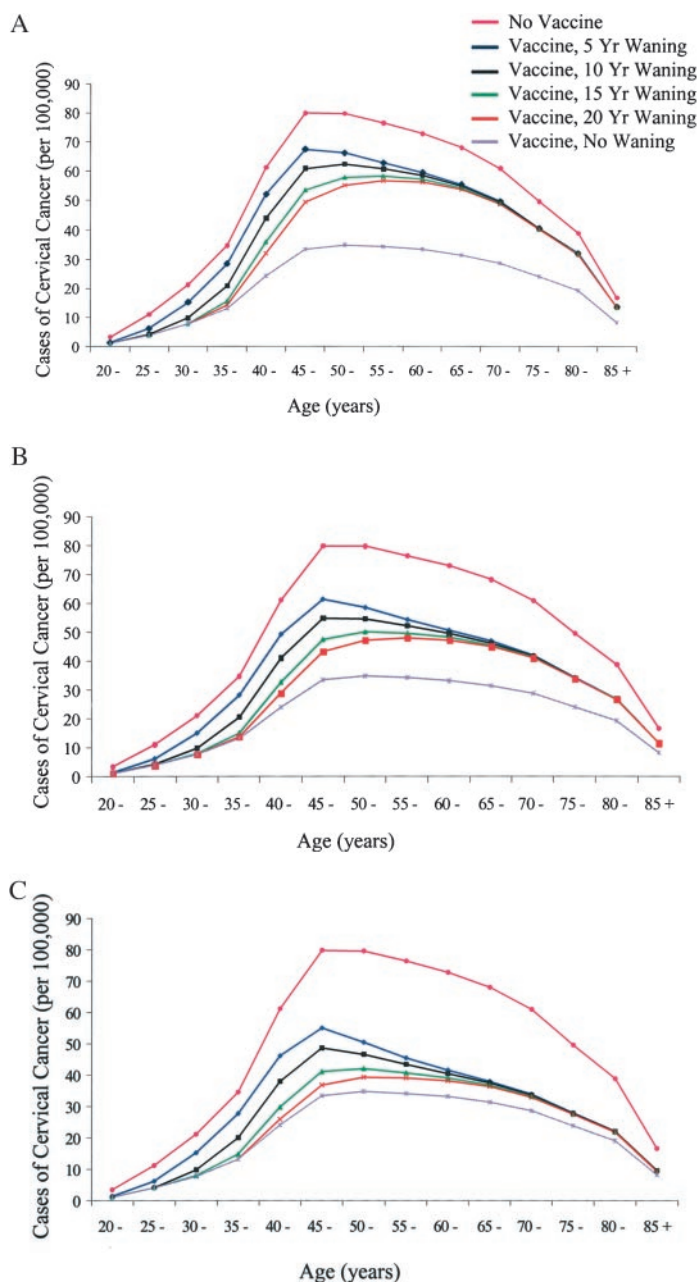 A
No Vaccine
Vaccine, 5 Yr Waning
Vaccine, 10 Yr Waning
Vaccine, 15 Yr Waning
Vaccine, 20 Yr Waning
Vaccine, No Waning
Cases of Cervical Cancer (per 100,000)
90
80
70
60
50
40
30
20
10
0
20 - 25 - 30 - 35 - 40 - 45 - 50 - 55 - 60 - 65 - 70 - 75 - 80 - 85 +
Age (years)
B
Cases of Cervical Cancer (per 100,000)
90
80
70
60
50
40
30
20
10
0
20 - 25 - 30 - 35 - 40 - 45 - 50 - 55 - 60 - 65 - 70 - 75 - 80 - 85 +
Age (years)
C
Cases of Cervical Cancer (per 100,000)
90
80
70
60
50
40
30
20
10
0
20 - 25 - 30 - 35 - 40 - 45 - 50 - 55 - 60 - 65 - 70 - 75 - 80 - 85 +
Age (years)